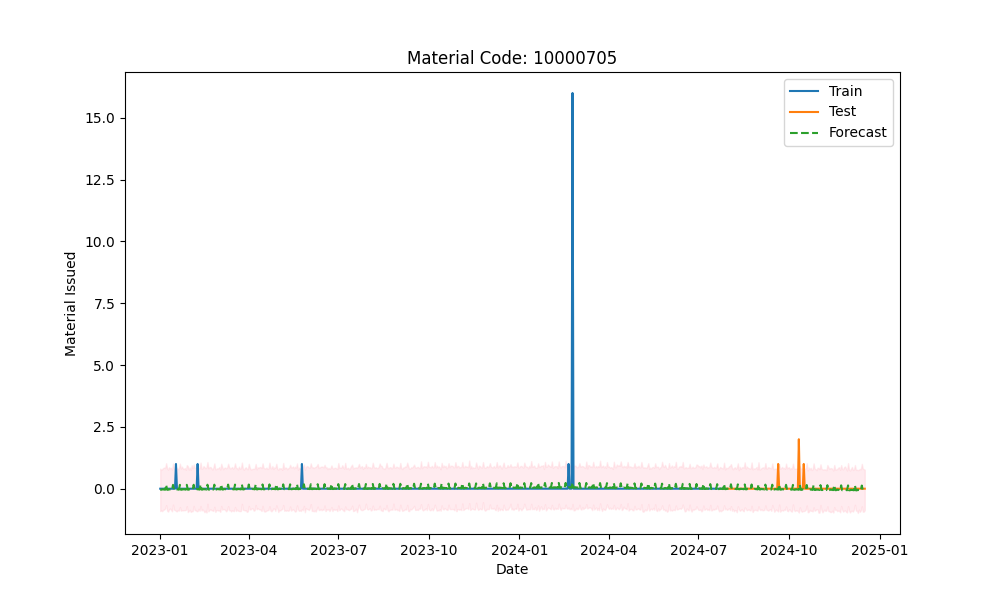 Material Code: 10000705
Train
Test
Forecast
Material Issued
15.0
12.5
10.0
7.5
5.0
2.5
0.0
2023-01 2023-04 2023-07 2023-10 2024-01 2024-04 2024-07 2024-10 2025-01
Date